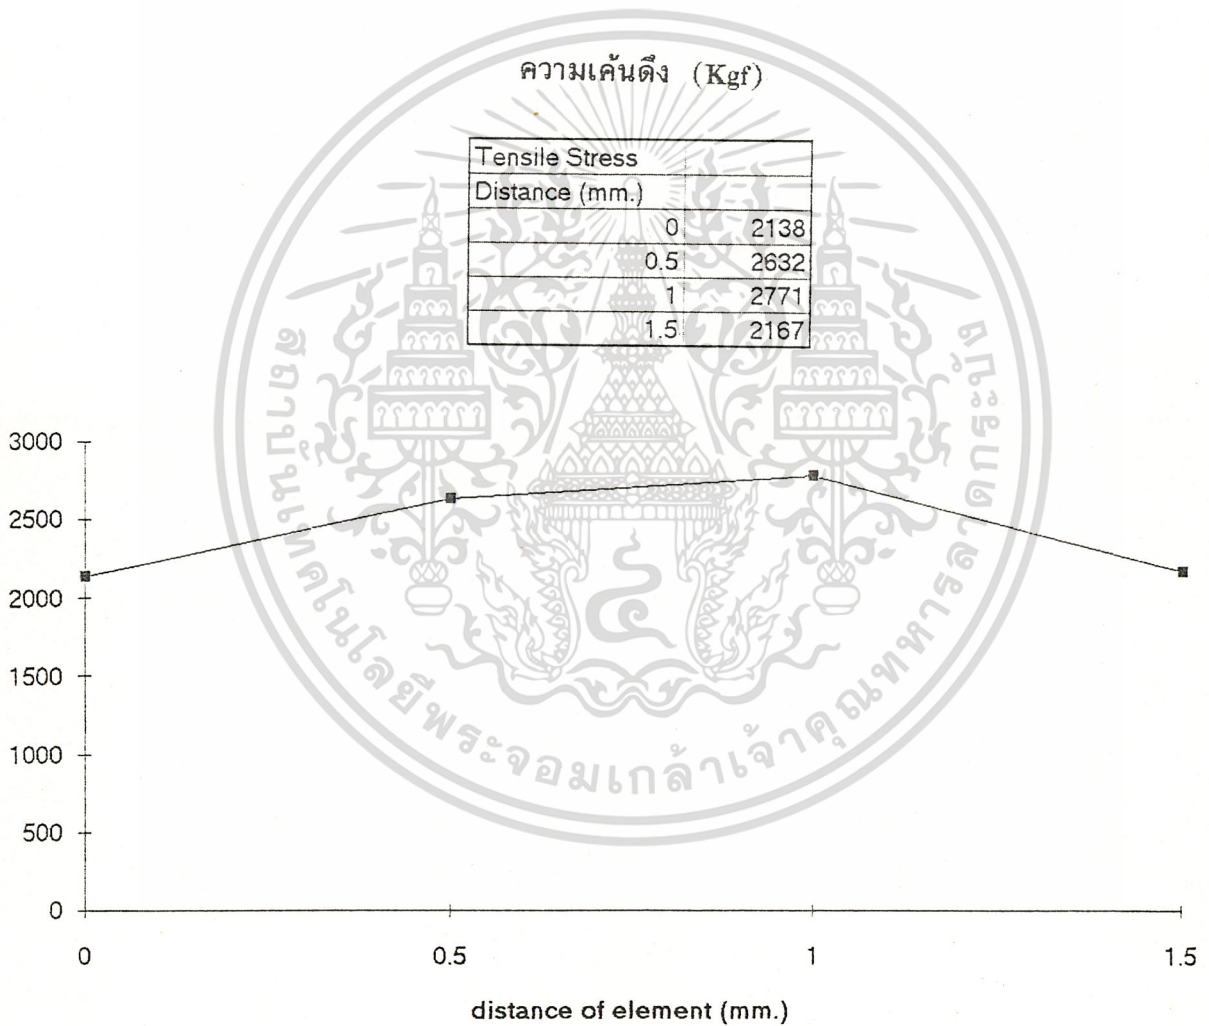 ความเค้นดึง (Kgf)
Tensile Stress
Distance (mm.)
0 2138
0.5 2632
1 2771
1.5 2167
3000
2500
2000
1500
1000
500
0
0 0.5 1 1.5
distance of element (mm.)
สถาบันเทคโนโลยีพระจอมเกล้าเจ้าคุณทหารลาดกระบัง